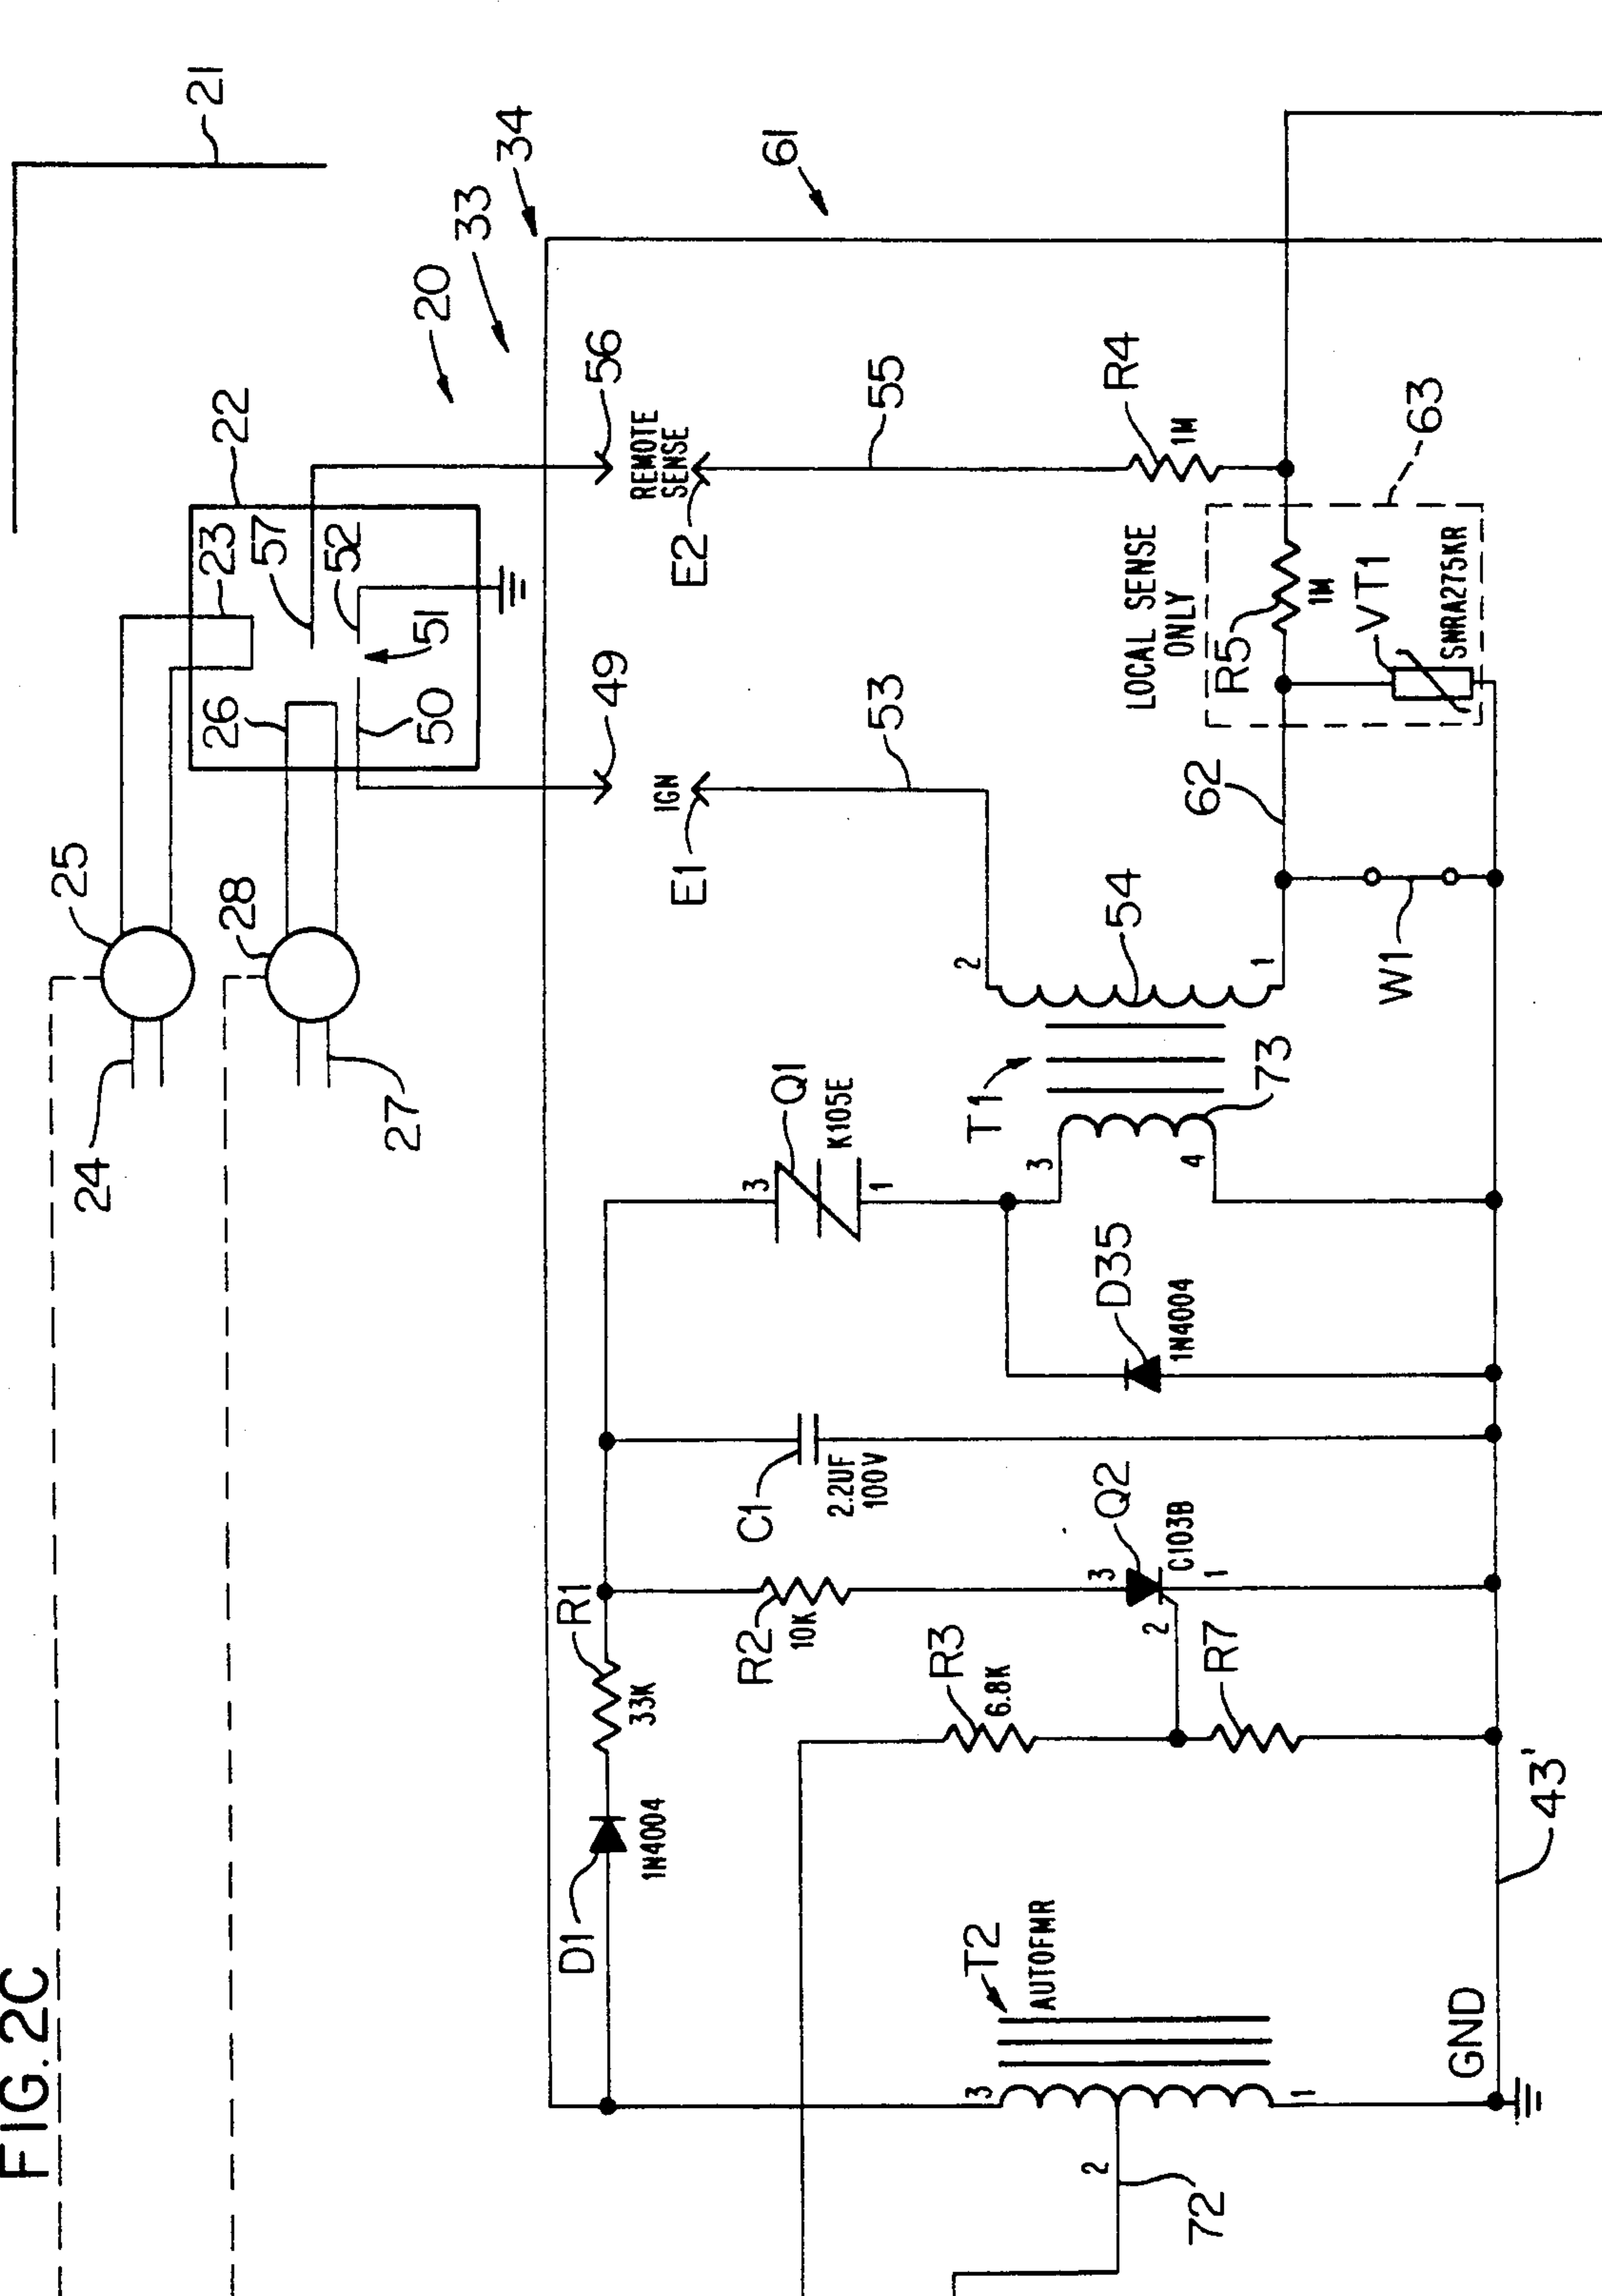 FIG.2C
21
34
33
20
61
22
23
57
52
51
26
50
25
28
24
27
56
REMOTE
SENSE
E2
55
R4
1M
49
IGN
E1
53
LOCAL SENSE
ONLY
63
R5
1M
VT1
SNRA275KR
62
54
2
1
W1
T1
73
3
4
Q1
K105E
3
1
D35
1N4004
C1
2.2UF
100V
Q2
C103B
3
2
1
R1
33K
R2
10K
R3
6.8K
R7
D1
1N4004
T2
AUTOFMR
3
2
1
72
GND
43'